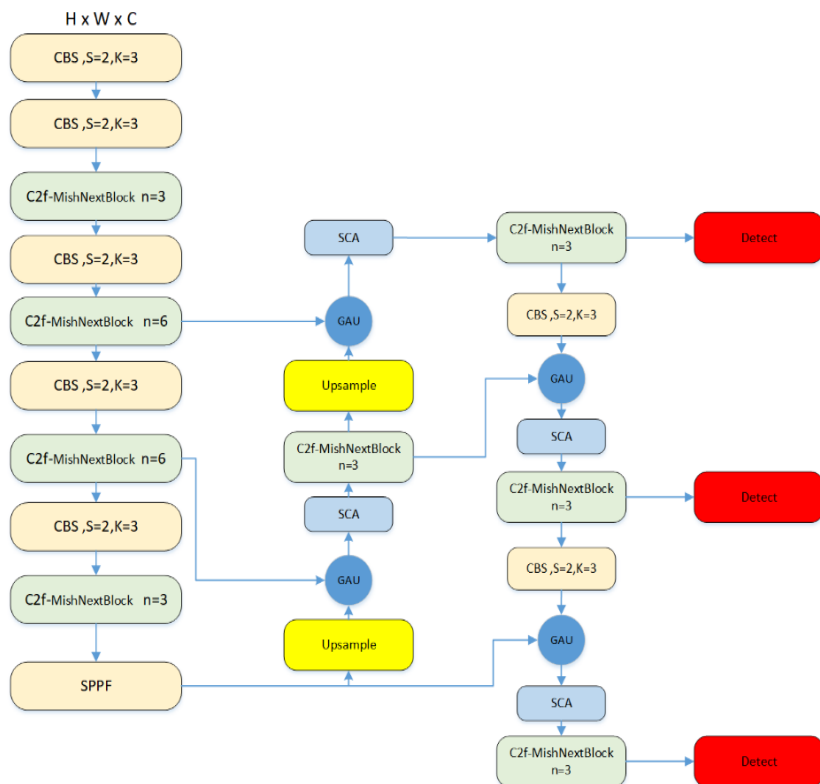 H x W x C
CBS ,S=2,K=3
CBS ,S=2,K=3
C2f-MishNextBlock n=3
CBS ,S=2,K=3
C2f-MishNextBlock n=6
CBS ,S=2,K=3
C2f-MishNextBlock n=6
CBS ,S=2,K=3
C2f-MishNextBlock n=3
SPPF
SCA
GAU
Upsample
C2f-MishNextBlock
n=3
SCA
GAU
Upsample
C2f-MishNextBlock
n=3
CBS ,S=2,K=3
GAU
SCA
C2f-MishNextBlock
n=3
CBS ,S=2,K=3
GAU
SCA
C2f-MishNextBlock
n=3
Detect
Detect
Detect